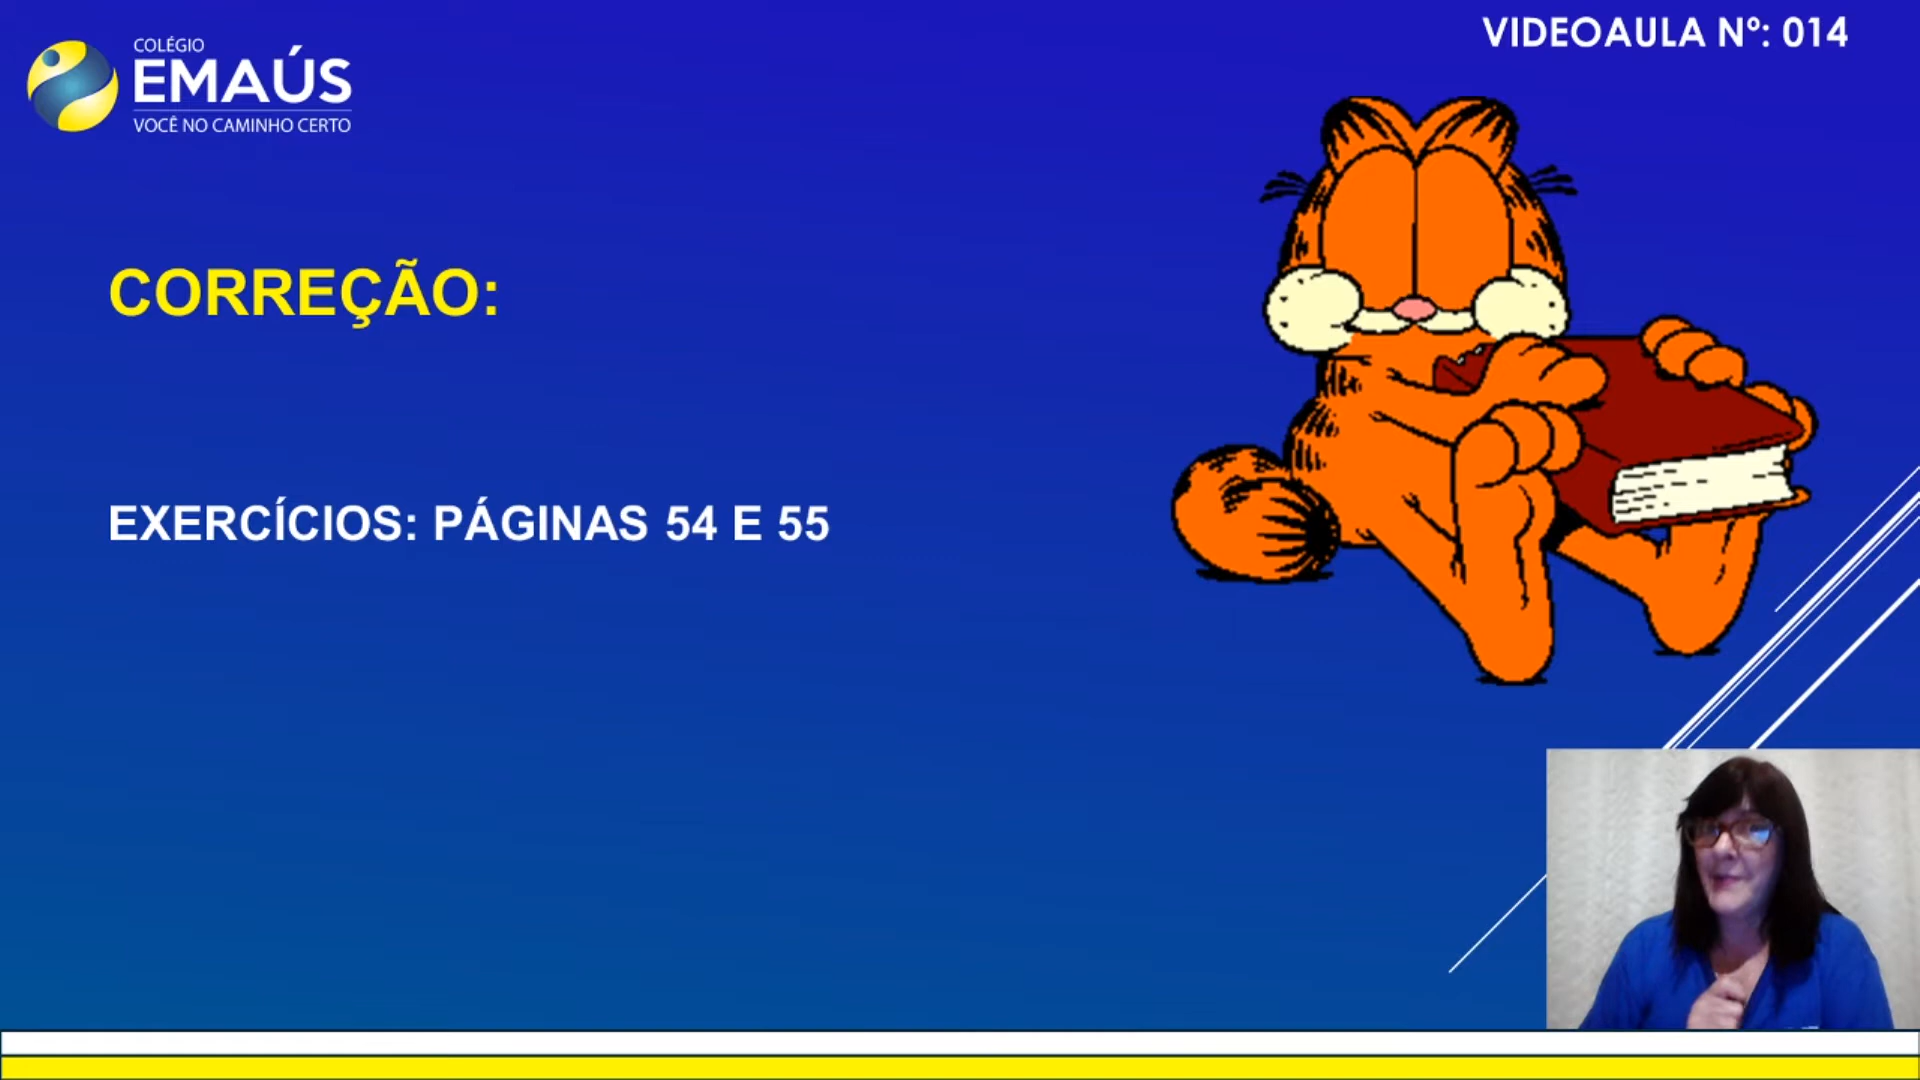 COLÉGIO
EMAÚS
VOCÊ NO CAMINHO CERTO
VIDEOAULA Nº: 014
CORREÇÃO:
EXERCÍCIOS: PÁGINAS 54 E 55